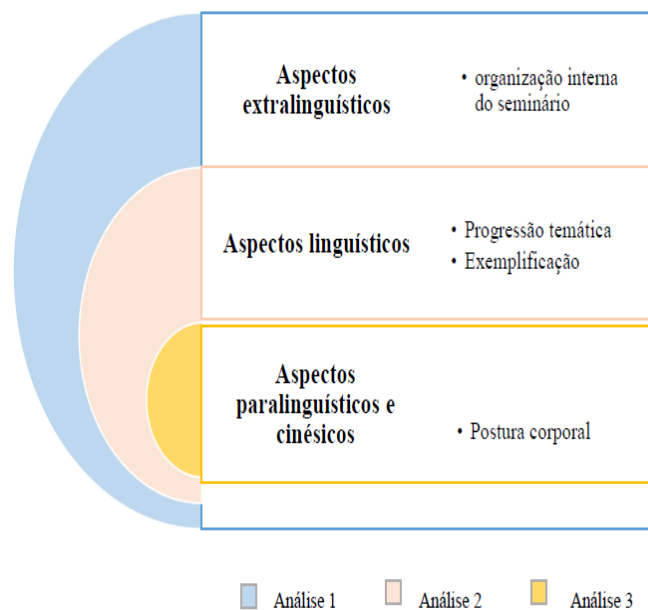 Aspectos
extralinguísticos
• organização interna
do seminário
Aspectos linguísticos
• Progressão temática
• Exemplificação
Aspectos
paralinguísticos e
cinésicos
• Postura corporal
Análise 1
Análise 2
Análise 3